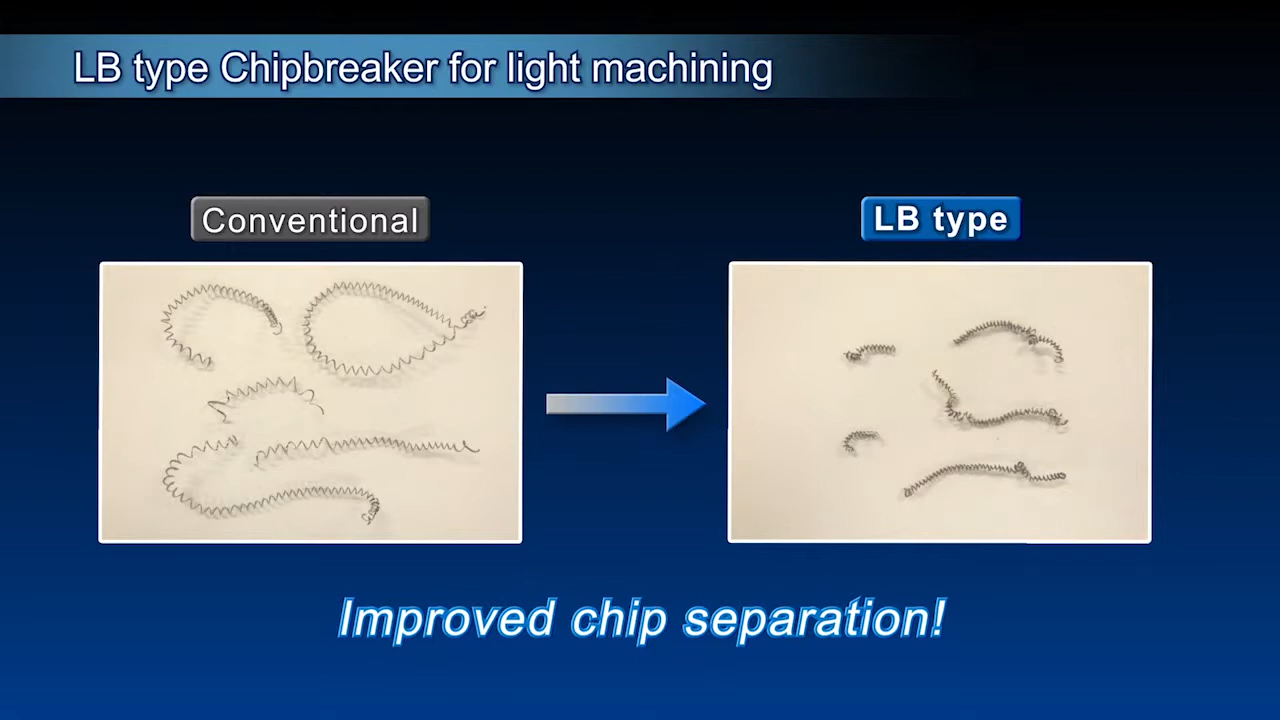 LB type Chipbreaker for light machining
Conventional
LB type
Improved chip separation!